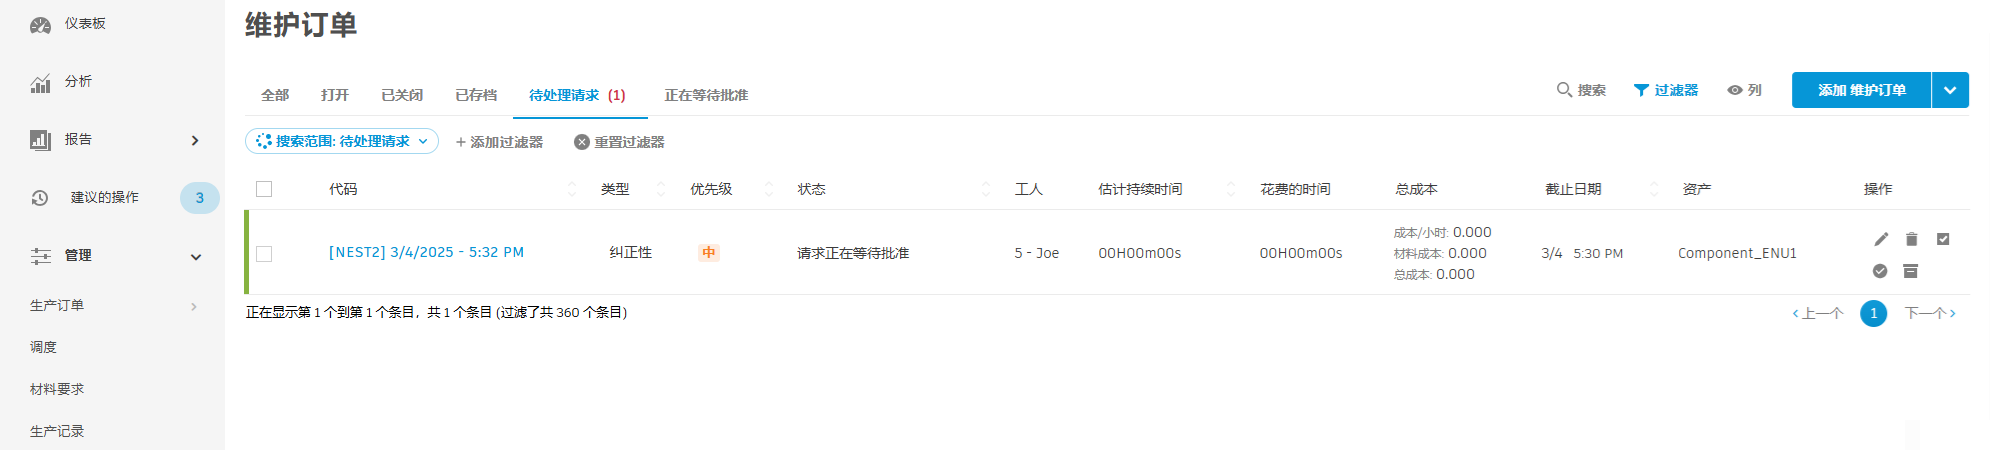 仪表板
分析
报告
建议的操作 3
管理
生产订单
调度
材料要求
生产记录
维护订单
全部 打开 已关闭 已存档 待处理请求 (1) 正在等待批准
搜索 过滤器 列 添加 维护订单
搜索范围: 待处理请求 + 添加过滤器 重置过滤器
代码 类型 优先级 状态 工人 估计持续时间 花费的时间 总成本 截止日期 资产 操作
[NEST2] 3/4/2025 - 5:32 PM 纠正性 中 请求正在等待批准 5 - Joe 00H00m00s 00H00m00s
成本/小时: 0.000
材料成本: 0.000
总成本: 0.000
3/4 5:30 PM Component_ENU1
正在显示第 1 个到第 1 个条目，共 1 个条目 (过滤了共 360 个条目)
‹ 上一个 1 下一个 ›